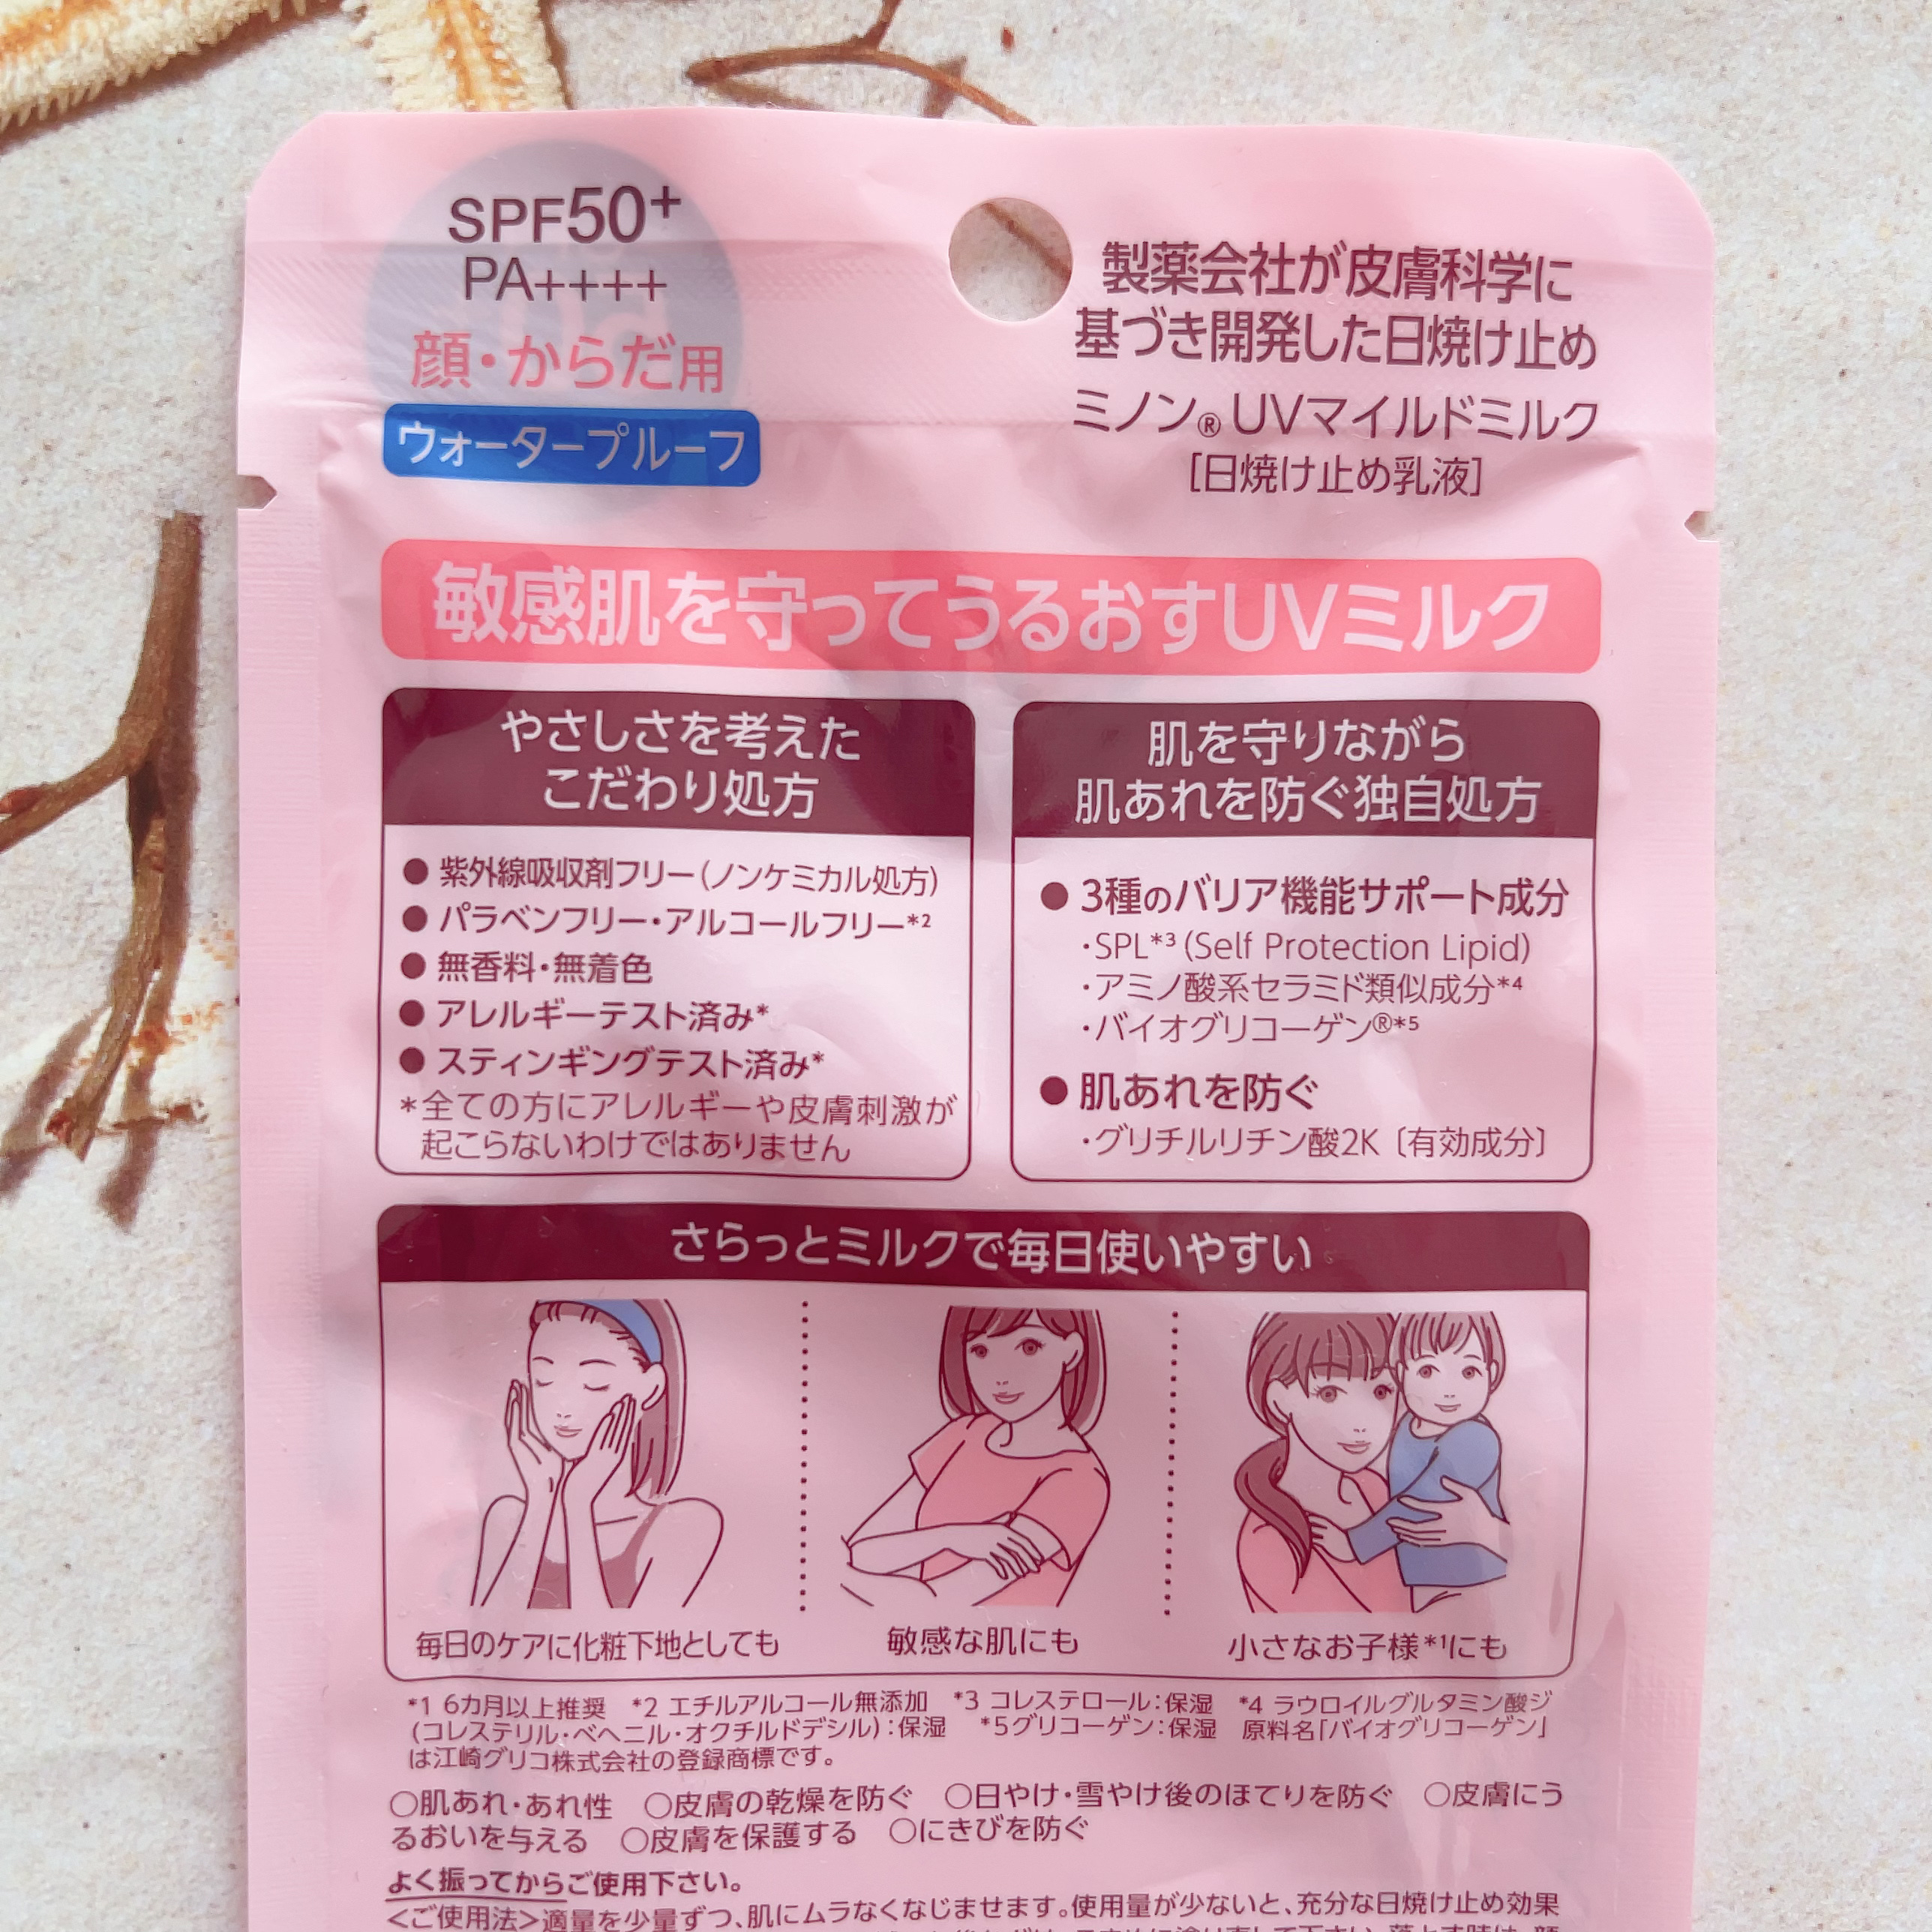 SPF50+
PA++++
顔・からだ用
ウォータープルーフ
製薬会社が皮膚科学に
基づき開発した日焼け止め
ミノン® UVマイルドミルク
[日焼け止め乳液]
敏感肌を守ってうるおすUVミルク
やさしさを考えた
こだわり処方
● 紫外線吸収剤フリー(ノンケミカル処方)
● パラベンフリー・アルコールフリー*2
● 無香料・無着色
● アレルギーテスト済み*
● スティンギングテスト済み*
*全ての方にアレルギーや皮膚刺激が
起こらないわけではありません
肌を守りながら
肌あれを防ぐ独自処方
● 3種のバリア機能サポート成分
・SPL*3 (Self Protection Lipid)
・アミノ酸系セラミド類似成分*4
・バイオグリコーゲン®*5
● 肌あれを防ぐ
・グリチルリチン酸2K〔有効成分〕
さらっとミルクで毎日使いやすい
毎日のケアに化粧下地としても
敏感な肌にも
小さなお子様*1にも
*1 6カ月以上推奨 *2 エチルアルコール無添加 *3 コレステロール:保湿 *4 ラウロイルグルタミン酸ジ
(コレステリル・ベヘニル・オクチルドデシル):保湿 *5グリコーゲン:保湿 原料名「バイオグリコーゲン」
は江崎グリコ株式会社の登録商標です。
○肌あれ・あれ性 ○皮膚の乾燥を防ぐ ○日やけ・雪やけ後のほてりを防ぐ ○皮膚にう
るおいを与える ○皮膚を保護する ○にきびを防ぐ
よく振ってからご使用下さい。
<ご使用法>適量を少量ずつ、肌にムラなくなじませます。使用量が少ないと、充分な日焼け止め効果